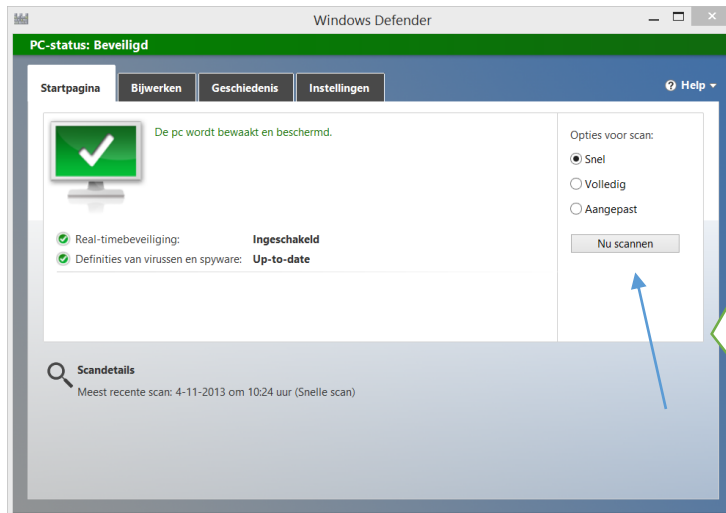 Windows Defender
PC-status: Beveiligd
Startpagina
Bijwerken
Geschiedenis
Instellingen
Help
De pc wordt bewaakt en beschermd.
Real-timebeveiliging: Ingeschakeld
Definities van virussen en spyware: Up-to-date
Opties voor scan:
Snel
Volledig
Aangepast
Nu scannen
Scandetails
Meest recente scan: 4-11-2013 om 10:24 uur (Snelle scan)